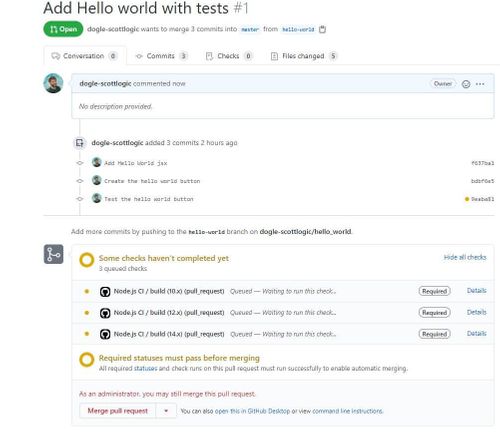 Add Hello world with tests #1
Open dogle-scottlogic wants to merge 3 commits into master from hello-world
Conversation 0 Commits 3 Checks 0 Files changed 5
dogle-scottlogic commented now Owner
No description provided.
dogle-scottlogic added 3 commits 2 hours ago
Add Hello World jsx
Create the hello world button
Test the hello world button
Add more commits by pushing to the hello-world branch on dogle-scottlogic/hello_world.
Some checks haven't completed yet Hide all checks
3 queued checks
Node.js CI / build (10.x) (pull_request) Queued — Waiting to run this check... Required Details
Node.js CI / build (12.x) (pull_request) Queued — Waiting to run this check... Required Details
Node.js CI / build (14.x) (pull_request) Queued — Waiting to run this check... Required Details
Required statuses must pass before merging
All required statuses and check runs on this pull request must run successfully to enable automatic merging.
As an administrator, you may still merge this pull request.
Merge pull request You can also open this in GitHub Desktop or view command line instructions.